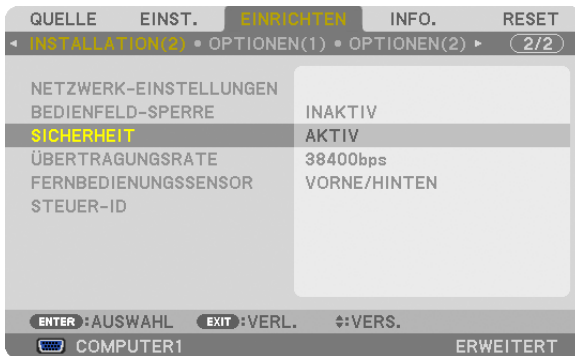 QUELLE EINST. EINRICHTEN INFO. RESET
◂ INSTALLATION(2) • OPTIONEN(1) • OPTIONEN(2) ▸ 2/2
NETZWERK-EINSTELLUNGEN
BEDIENFELD-SPERRE INAKTIV
SICHERHEIT AKTIV
ÜBERTRAGUNGSRATE 38400bps
FERNBEDIENUNGSSENSOR VORNE/HINTEN
STEUER-ID
ENTER :AUSWAHL EXIT :VERL. ♦:VERS.
COMPUTER1 ERWEITERT